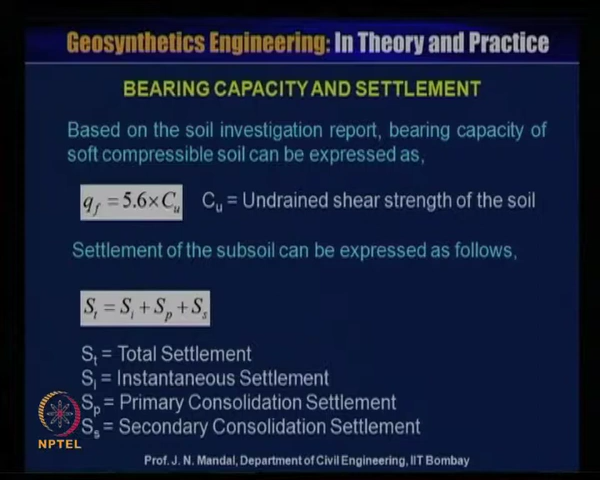 Geosynthetics Engineering: In Theory and Practice
BEARING CAPACITY AND SETTLEMENT
Based on the soil investigation report, bearing capacity of
soft compressible soil can be expressed as,
q_f = 5.6×C_u C_u = Undrained shear strength of the soil
Settlement of the subsoil can be expressed as follows,
S_t = S_i + S_p + S_s
S_t = Total Settlement
S_i = Instantaneous Settlement
S_p = Primary Consolidation Settlement
S_s = Secondary Consolidation Settlement
NPTEL
Prof. J. N. Mandal, Department of Civil Engineering, IIT Bombay